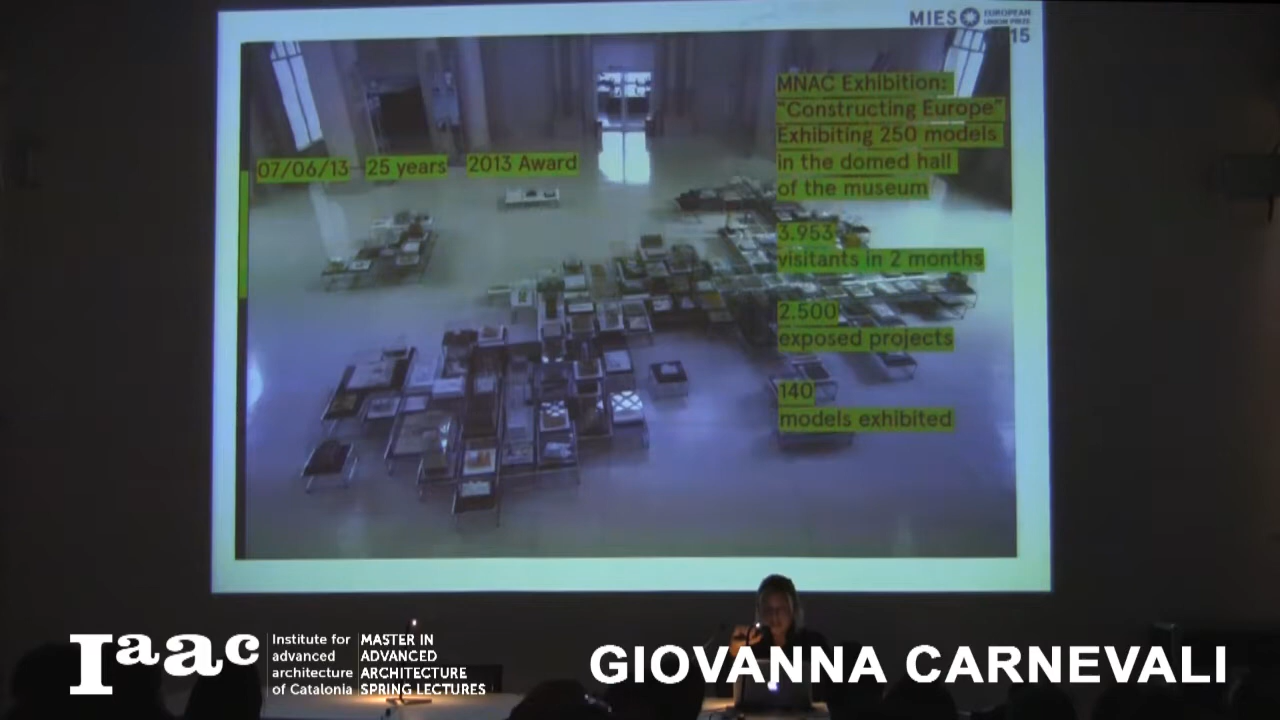 MIES EUROPEAN
UNION PRIZE
15
MNAC Exhibition:
"Constructing Europe"
Exhibiting 250 models
in the domed hall
of the museum
07/06/13 25 years 2013 Award
3.953
visitants in 2 months
2.500
exposed projects
140
models exhibited
Iaac
Institute for
advanced
architecture
of Catalonia
MASTER IN
ADVANCED
ARCHITECTURE
SPRING LECTURES
GIOVANNA CARNEVALI